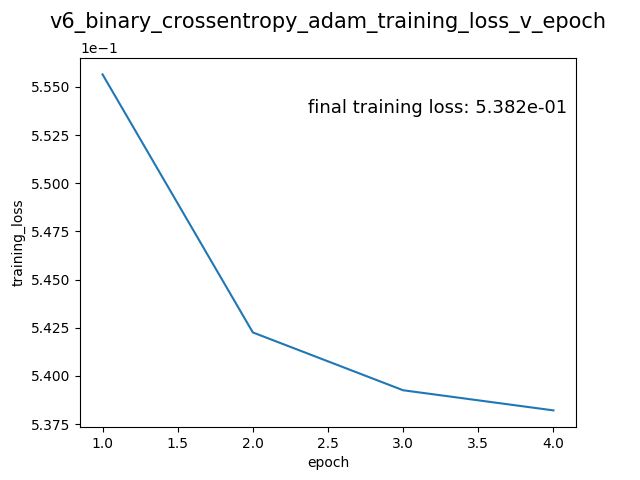 v6_binary_crossentropy_adam_training_loss_v_epoch
1e−1
final training loss: 5.382e-01
5.550
5.525
5.500
5.475
5.450
5.425
5.400
5.375
training_loss
1.0 1.5 2.0 2.5 3.0 3.5 4.0
epoch